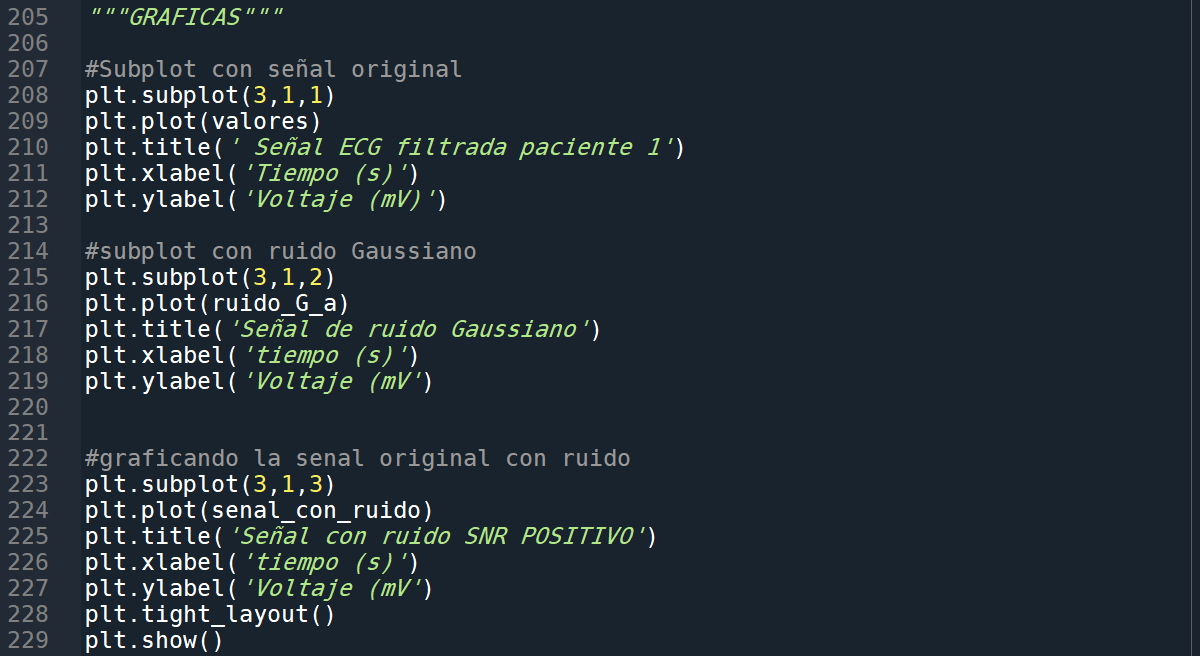 205 """GRAFICAS"""
206
207 #Subplot con señal original
208 plt.subplot(3,1,1)
209 plt.plot(valores)
210 plt.title(' Señal ECG filtrada paciente 1')
211 plt.xlabel('Tiempo (s)')
212 plt.ylabel('Voltaje (mV)')
213
214 #subplot con ruido Gaussiano
215 plt.subplot(3,1,2)
216 plt.plot(ruido_G_a)
217 plt.title('Señal de ruido Gaussiano')
218 plt.xlabel('tiempo (s)')
219 plt.ylabel('Voltaje (mV')
220
221
222 #graficando la senal original con ruido
223 plt.subplot(3,1,3)
224 plt.plot(senal_con_ruido)
225 plt.title('Señal con ruido SNR POSITIVO')
226 plt.xlabel('tiempo (s)')
227 plt.ylabel('Voltaje (mV')
228 plt.tight_layout()
229 plt.show()